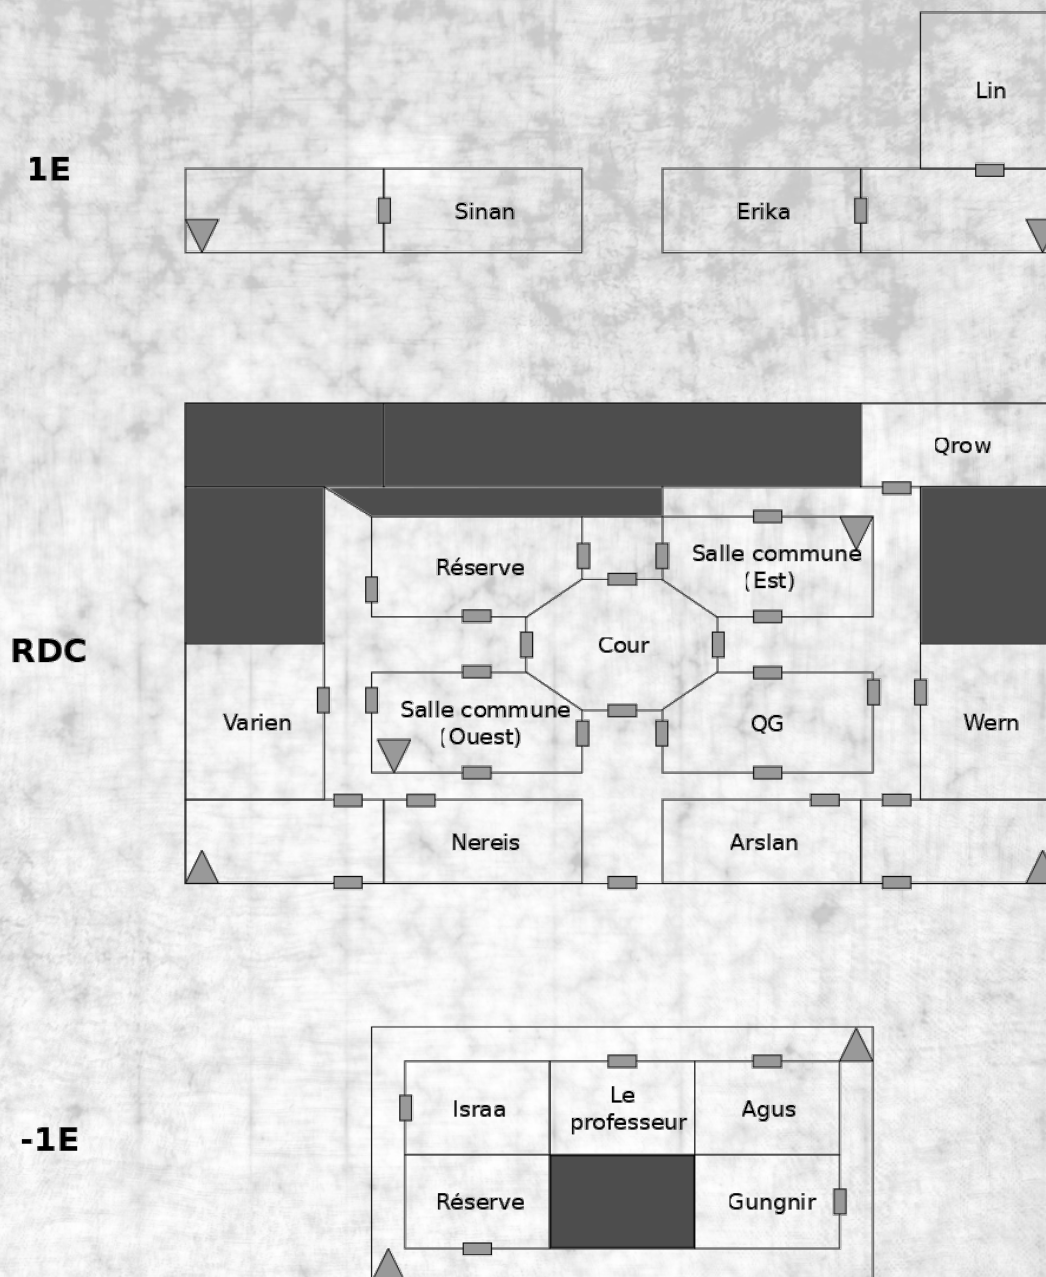 Lin
1E
Sinan
Erika
Qrow
Salle commune
(Est)
Réserve
Cour
RDC
Varien
Salle commune
(Ouest)
QG
Wern
Nereis
Arslan
Israa
Le
professeur
Agus
-1E
Réserve
Gungnir